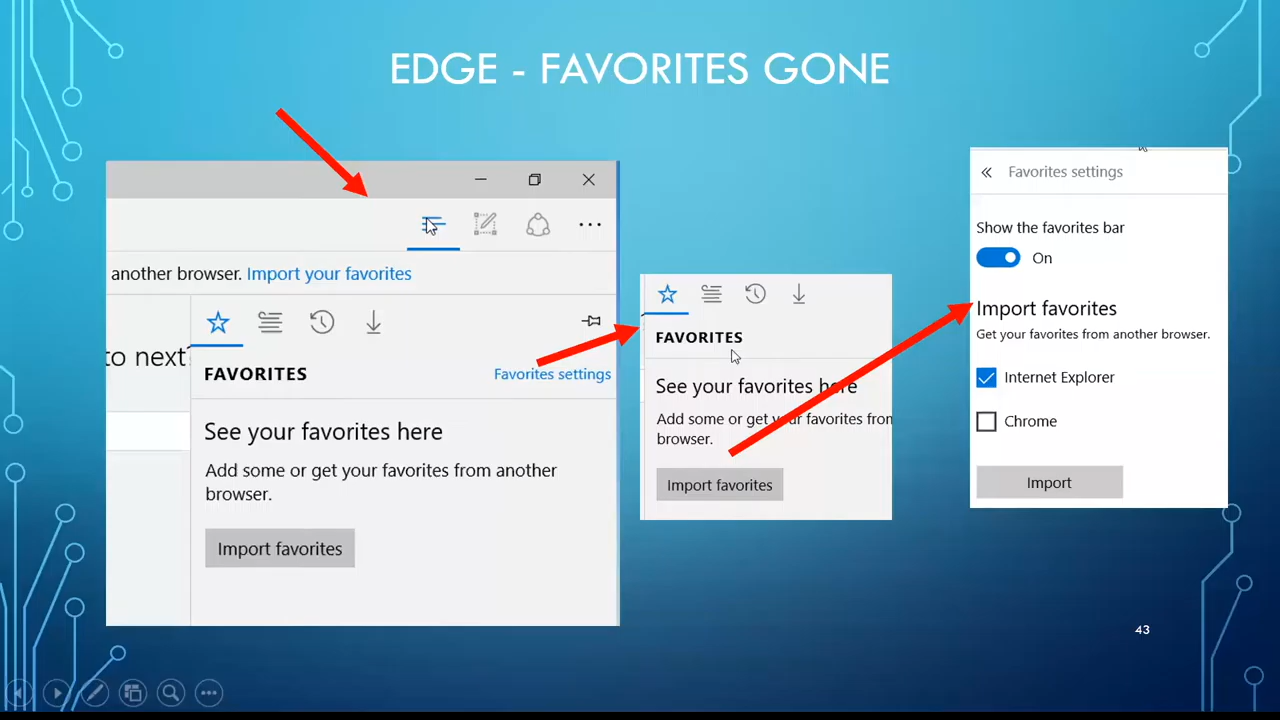 EDGE - FAVORITES GONE
another browser. Import your favorites
to next?
FAVORITES
Favorites settings
See your favorites here
Add some or get your favorites from another
browser.
Import favorites
FAVORITES
See your favorites here
Add some or get your favorites from
browser.
Import favorites
Favorites settings
Show the favorites bar
On
Import favorites
Get your favorites from another browser.
Internet Explorer
Chrome
Import
43